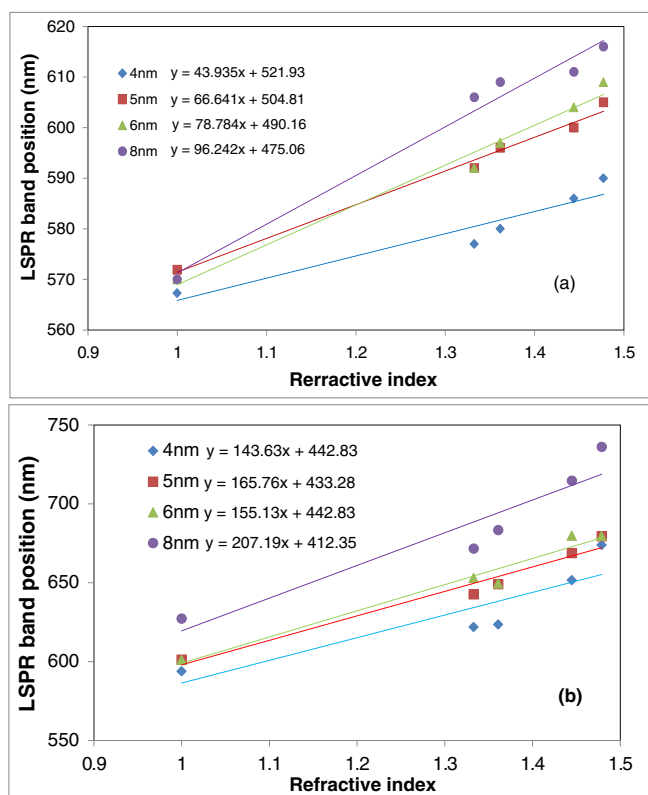 620
610
600
590
580
570
560
LSPR band position (nm)
4nm y = 43.935x + 521.93
5nm y = 66.641x + 504.81
6nm y = 78.784x + 490.16
8nm y = 96.242x + 475.06
(a)
0.9 1 1.1 1.2 1.3 1.4 1.5
Rerractive index
750
700
650
600
550
LSPR band position (nm)
4nm y = 143.63x + 442.83
5nm y = 165.76x + 433.28
6nm y = 155.13x + 442.83
8nm y = 207.19x + 412.35
(b)
0.9 1 1.1 1.2 1.3 1.4 1.5
Refractive index